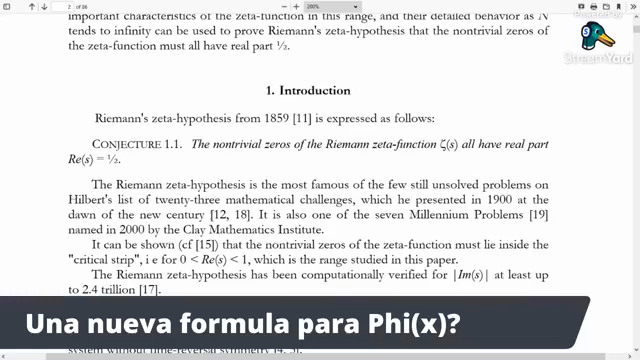 2 of 86
200%
important characteristics of the zeta-function in this range, and their detailed behavior as N
tends to infinity can be used to prove Riemann's zeta-hypothesis that the nontrivial zeros of
the zeta-function must all have real part ½.
Powered by
StreamYard
1. Introduction
Riemann's zeta-hypothesis from 1859 [11] is expressed as follows:
CONJECTURE 1.1. The nontrivial zeros of the Riemann zeta-function ζ(s) all have real part
Re(s) = ½.
The Riemann zeta-hypothesis is the most famous of the few still unsolved problems on
Hilbert's list of twenty-three mathematical challenges, which he presented in 1900 at the
dawn of the new century [12, 18]. It is also one of the seven Millennium Problems [19]
named in 2000 by the Clay Mathematics Institute.
It can be shown (cf [15]) that the nontrivial zeros of the zeta-function must lie inside the
"critical strip", i e for 0 < Re(s) < 1, which is the range studied in this paper.
The Riemann zeta-hypothesis has been computationally verified for |Im(s)| at least up
to 2.4 trillion [17].
Una nueva formula para Phi(x)?
system without time-reversal symmetry